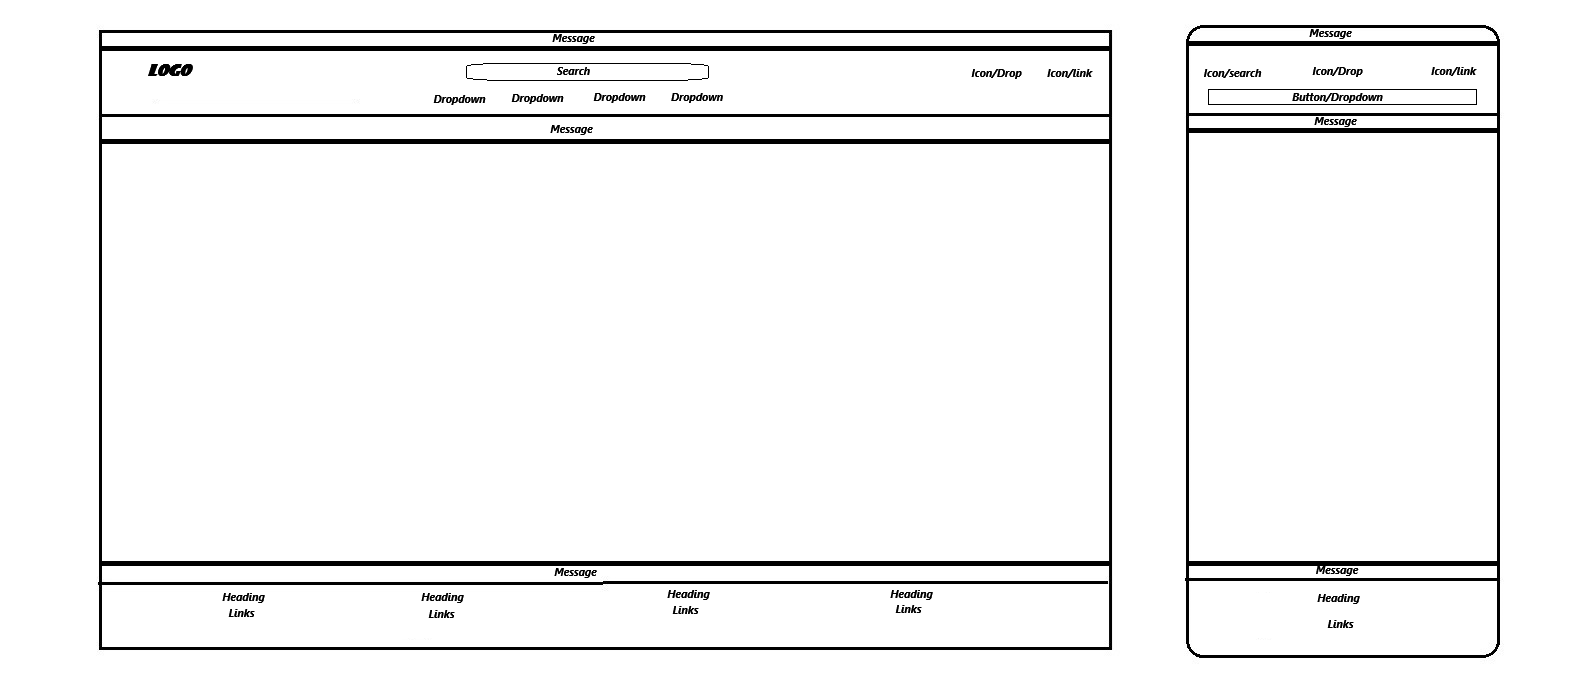 Message
LOGO
Search
Icon/Drop
Icon/link
Dropdown
Dropdown
Dropdown
Dropdown
Message
Message
Heading
Links
Heading
Links
Heading
Links
Heading
Links
Message
Icon/search
Icon/Drop
Icon/link
Button/Dropdown
Message
Message
Heading
Links